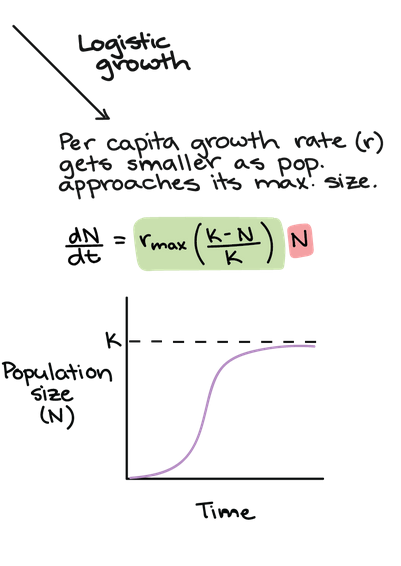 Logistic
growth
Per capita growth rate (r)
gets smaller as pop.
approaches its max. size.
dN/dt = rmax (K-N/K) N
K
Population
size
(N)
Time